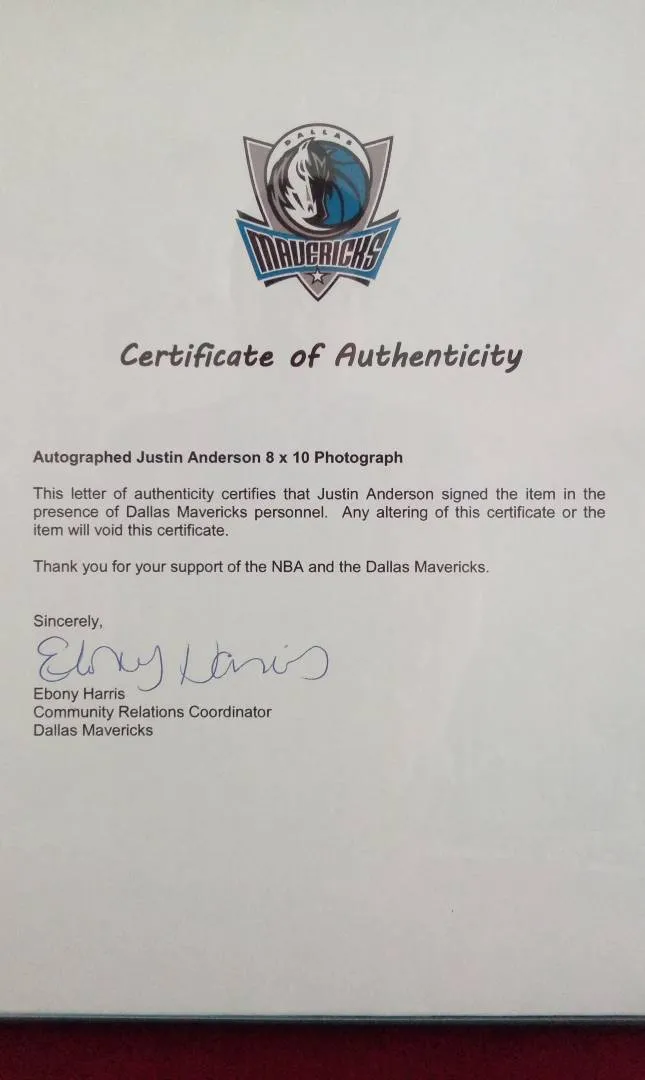 DALLAS
MAVERICKS
Certificate of Authenticity
Autographed Justin Anderson 8 x 10 Photograph
This letter of authenticity certifies that Justin Anderson signed the item in the
presence of Dallas Mavericks personnel. Any altering of this certificate or the
item will void this certificate.
Thank you for your support of the NBA and the Dallas Mavericks.
Sincerely,
Ebony Harris
Ebony Harris
Community Relations Coordinator
Dallas Mavericks